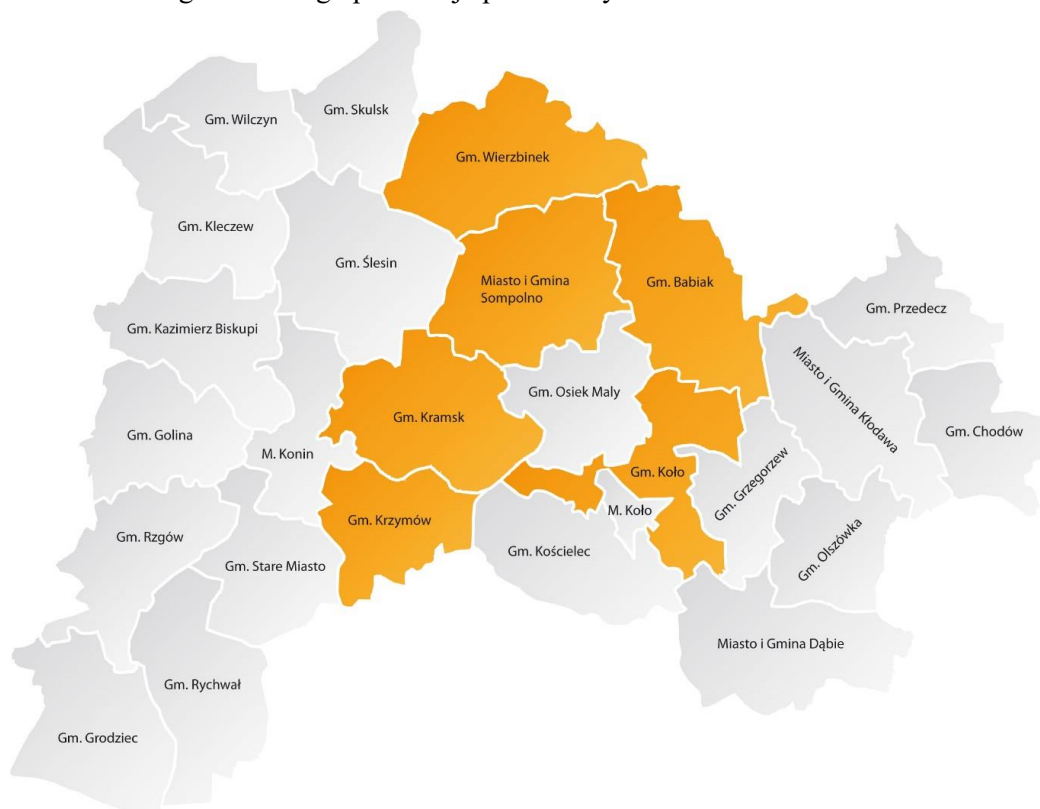 Gm. Skulsk
Gm. Wilczyn
Gm. Wierzbinek
Gm. Kleczew
Gm. Ślesin
Miasto i Gmina
Sompolno
Gm. Babiak
Gm. Przedecz
Gm. Kazimierz Biskupi
Miasto i Gmina Kłodawa
Gm. Osiek Mały
Gm. Kramsk
Gm. Golina
Gm. Chodów
M. Konin
Gm. Koło
Gm. Grzegorzew
M. Koło
Gm. Krzymów
Gm. Rzgów
Gm. Kościelec
Gm. Olszówka
Gm. Stare Miasto
Miasto i Gmina Dąbie
Gm. Rychwał
Gm. Grodziec